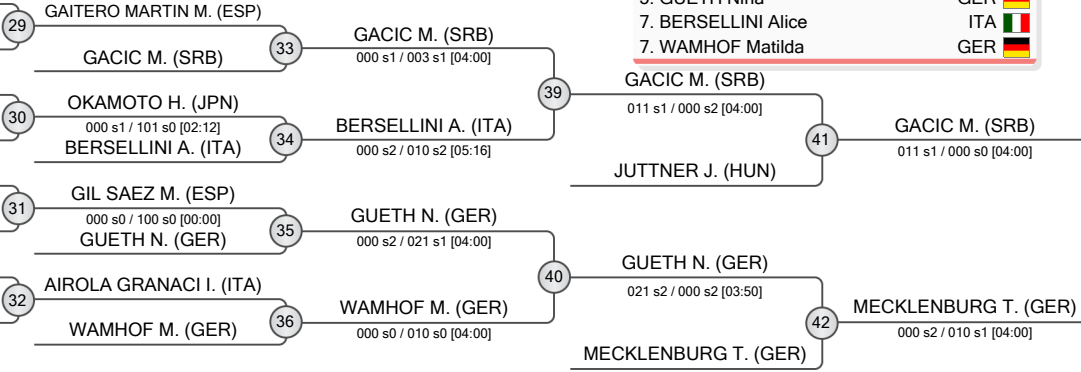 5. GUETH Nina GER
7. BERSELLINI Alice ITA
7. WAMHOF Matilda GER
29
GAITERO MARTIN M. (ESP)
GACIC M. (SRB)
33
GACIC M. (SRB)
000 s1 / 003 s1 [04:00]
30
OKAMOTO H. (JPN)
000 s1 / 101 s0 [02:12]
BERSELLINI A. (ITA)
34
BERSELLINI A. (ITA)
000 s2 / 010 s2 [05:16]
39
GACIC M. (SRB)
011 s1 / 000 s2 [04:00]
JUTTNER J. (HUN)
41
GACIC M. (SRB)
011 s1 / 000 s0 [04:00]
31
GIL SAEZ M. (ESP)
000 s0 / 100 s0 [00:00]
GUETH N. (GER)
35
GUETH N. (GER)
000 s2 / 021 s1 [04:00]
32
AIROLA GRANACI I. (ITA)
WAMHOF M. (GER)
36
WAMHOF M. (GER)
000 s0 / 010 s0 [04:00]
40
GUETH N. (GER)
021 s2 / 000 s2 [03:50]
MECKLENBURG T. (GER)
42
MECKLENBURG T. (GER)
000 s2 / 010 s1 [04:00]